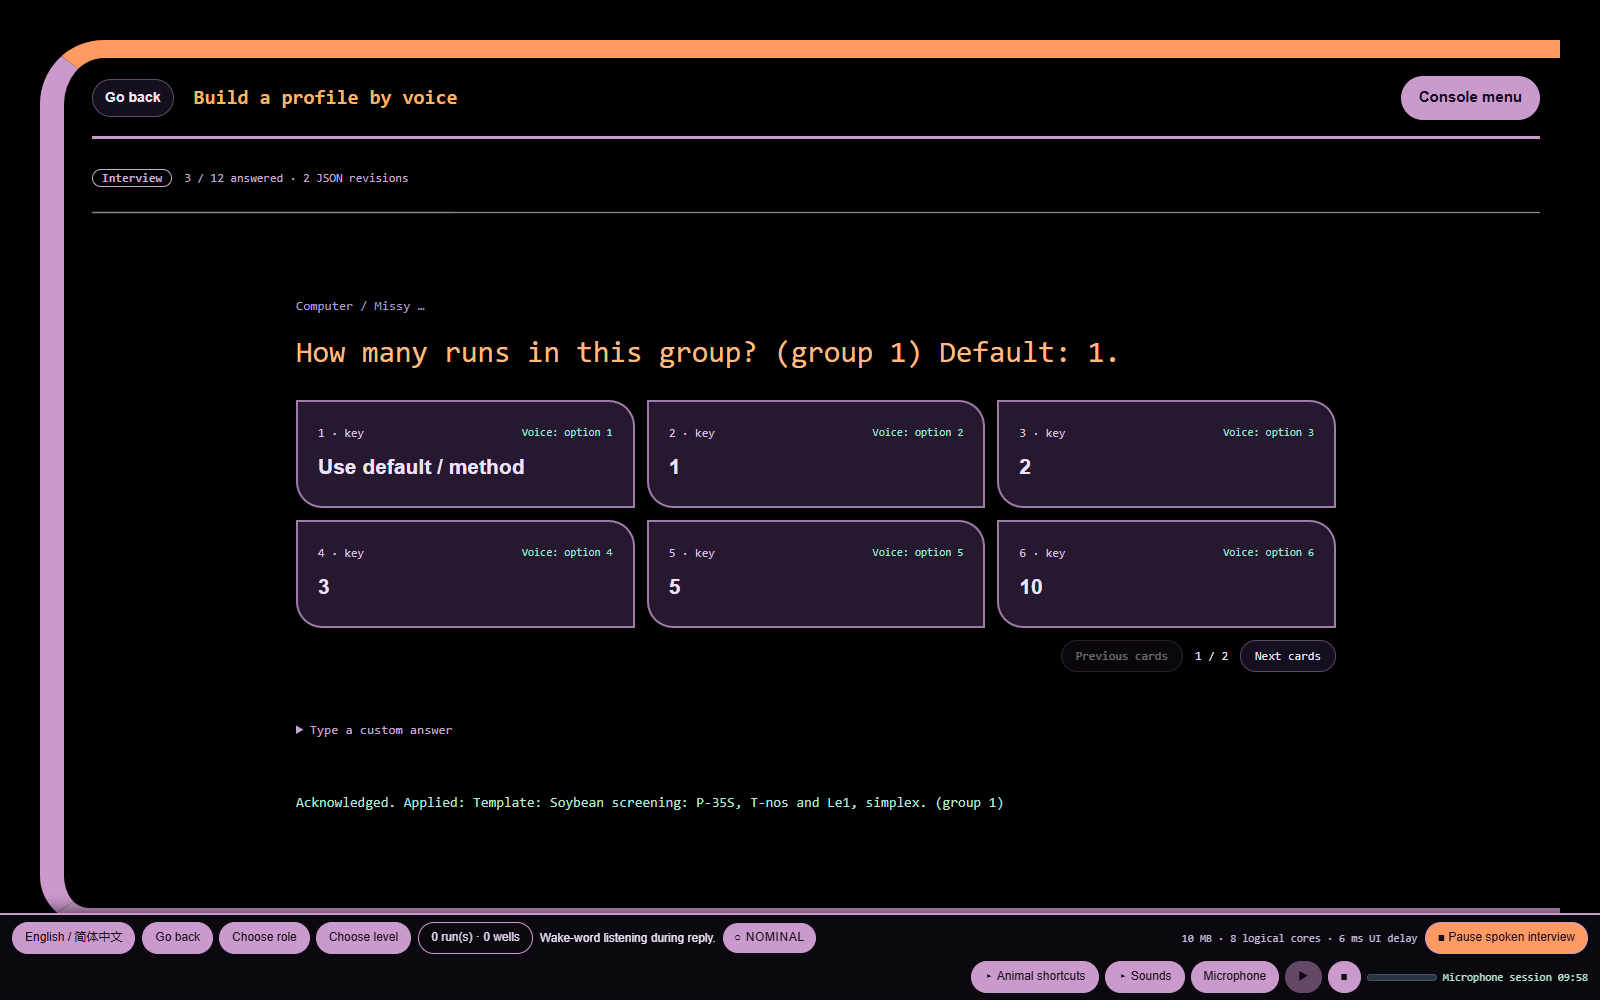 Go back
Build a profile by voice
Console menu
Interview 3 / 12 answered · 2 JSON revisions
Computer / Missy …
How many runs in this group? (group 1) Default: 1.
1 · key Voice: option 1
Use default / method
2 · key Voice: option 2
1
3 · key Voice: option 3
2
4 · key Voice: option 4
3
5 · key Voice: option 5
5
6 · key Voice: option 6
10
Previous cards 1 / 2 Next cards
▶ Type a custom answer
Acknowledged. Applied: Template: Soybean screening: P-35S, T-nos and Le1, simplex. (group 1)
English / 简体中文 Go back Choose role Choose level 0 run(s) · 0 wells Wake-word listening during reply. ○ NOMINAL 10 MB · 8 logical cores · 6 ms UI delay ■ Pause spoken interview
▸ Animal shortcuts ▸ Sounds Microphone ▶ ■ Microphone session 09:58